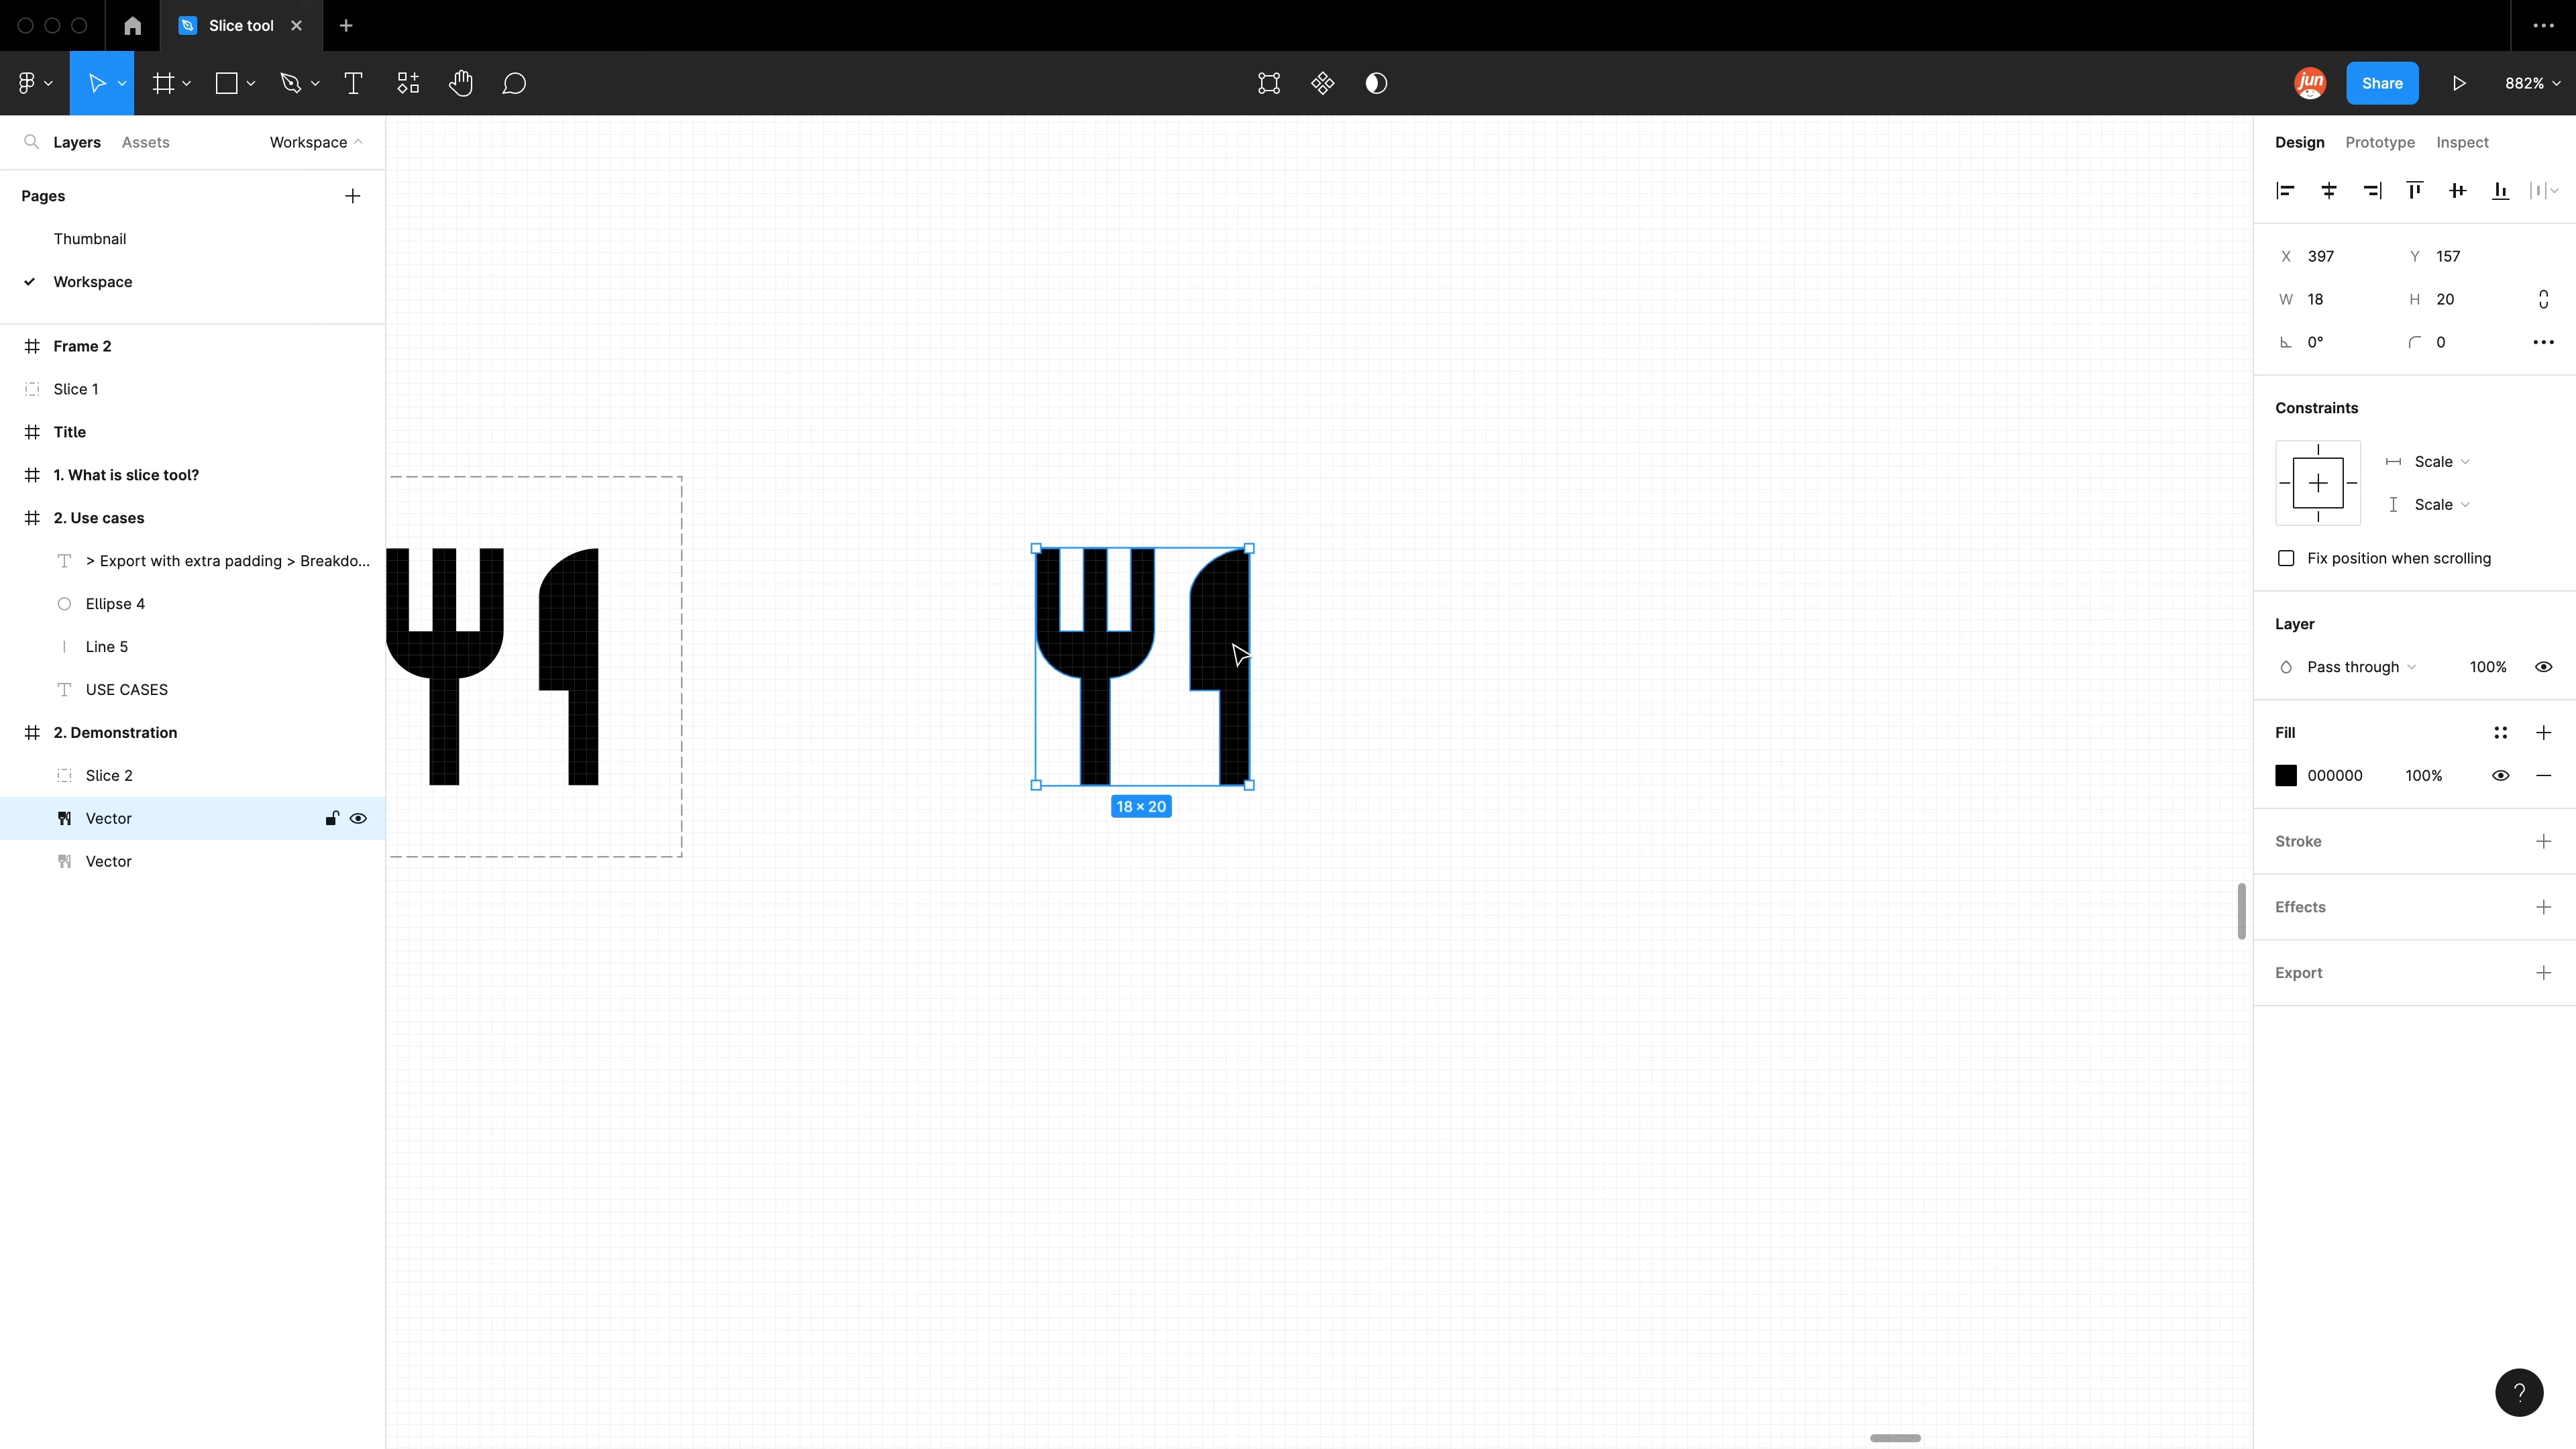 Slice tool
jun
Share
882%
Layers
Assets
Workspace
Pages
Thumbnail
Workspace
Frame 2
Slice 1
Title
1. What is slice tool?
2. Use cases
> Export with extra padding > Breakdo...
Ellipse 4
Line 5
USE CASES
2. Demonstration
Slice 2
Vector
Vector
18 × 20
Design
Prototype
Inspect
X 397
Y 157
W 18
H 20
0°
0
Constraints
Scale
Scale
Fix position when scrolling
Layer
Pass through
100%
Fill
000000
100%
Stroke
Effects
Export
?